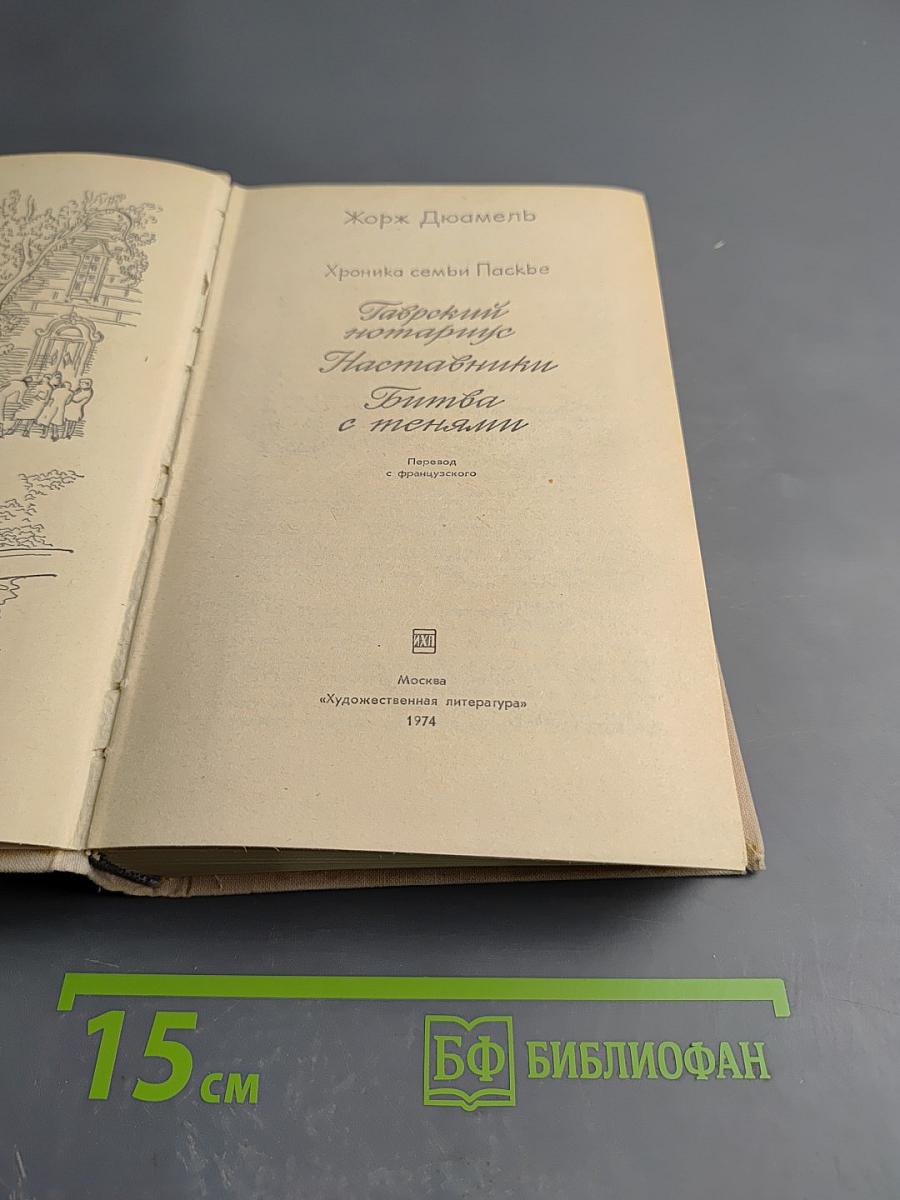 Жорж Дюамель
Хроника семьи Паскье
Гаврский
нотариус
Наставники
Битва
с тенями
Перевод
с французского
ИХЛ
Москва
«Художественная литература»
1974
15 см
БФ БИБЛИОФАН